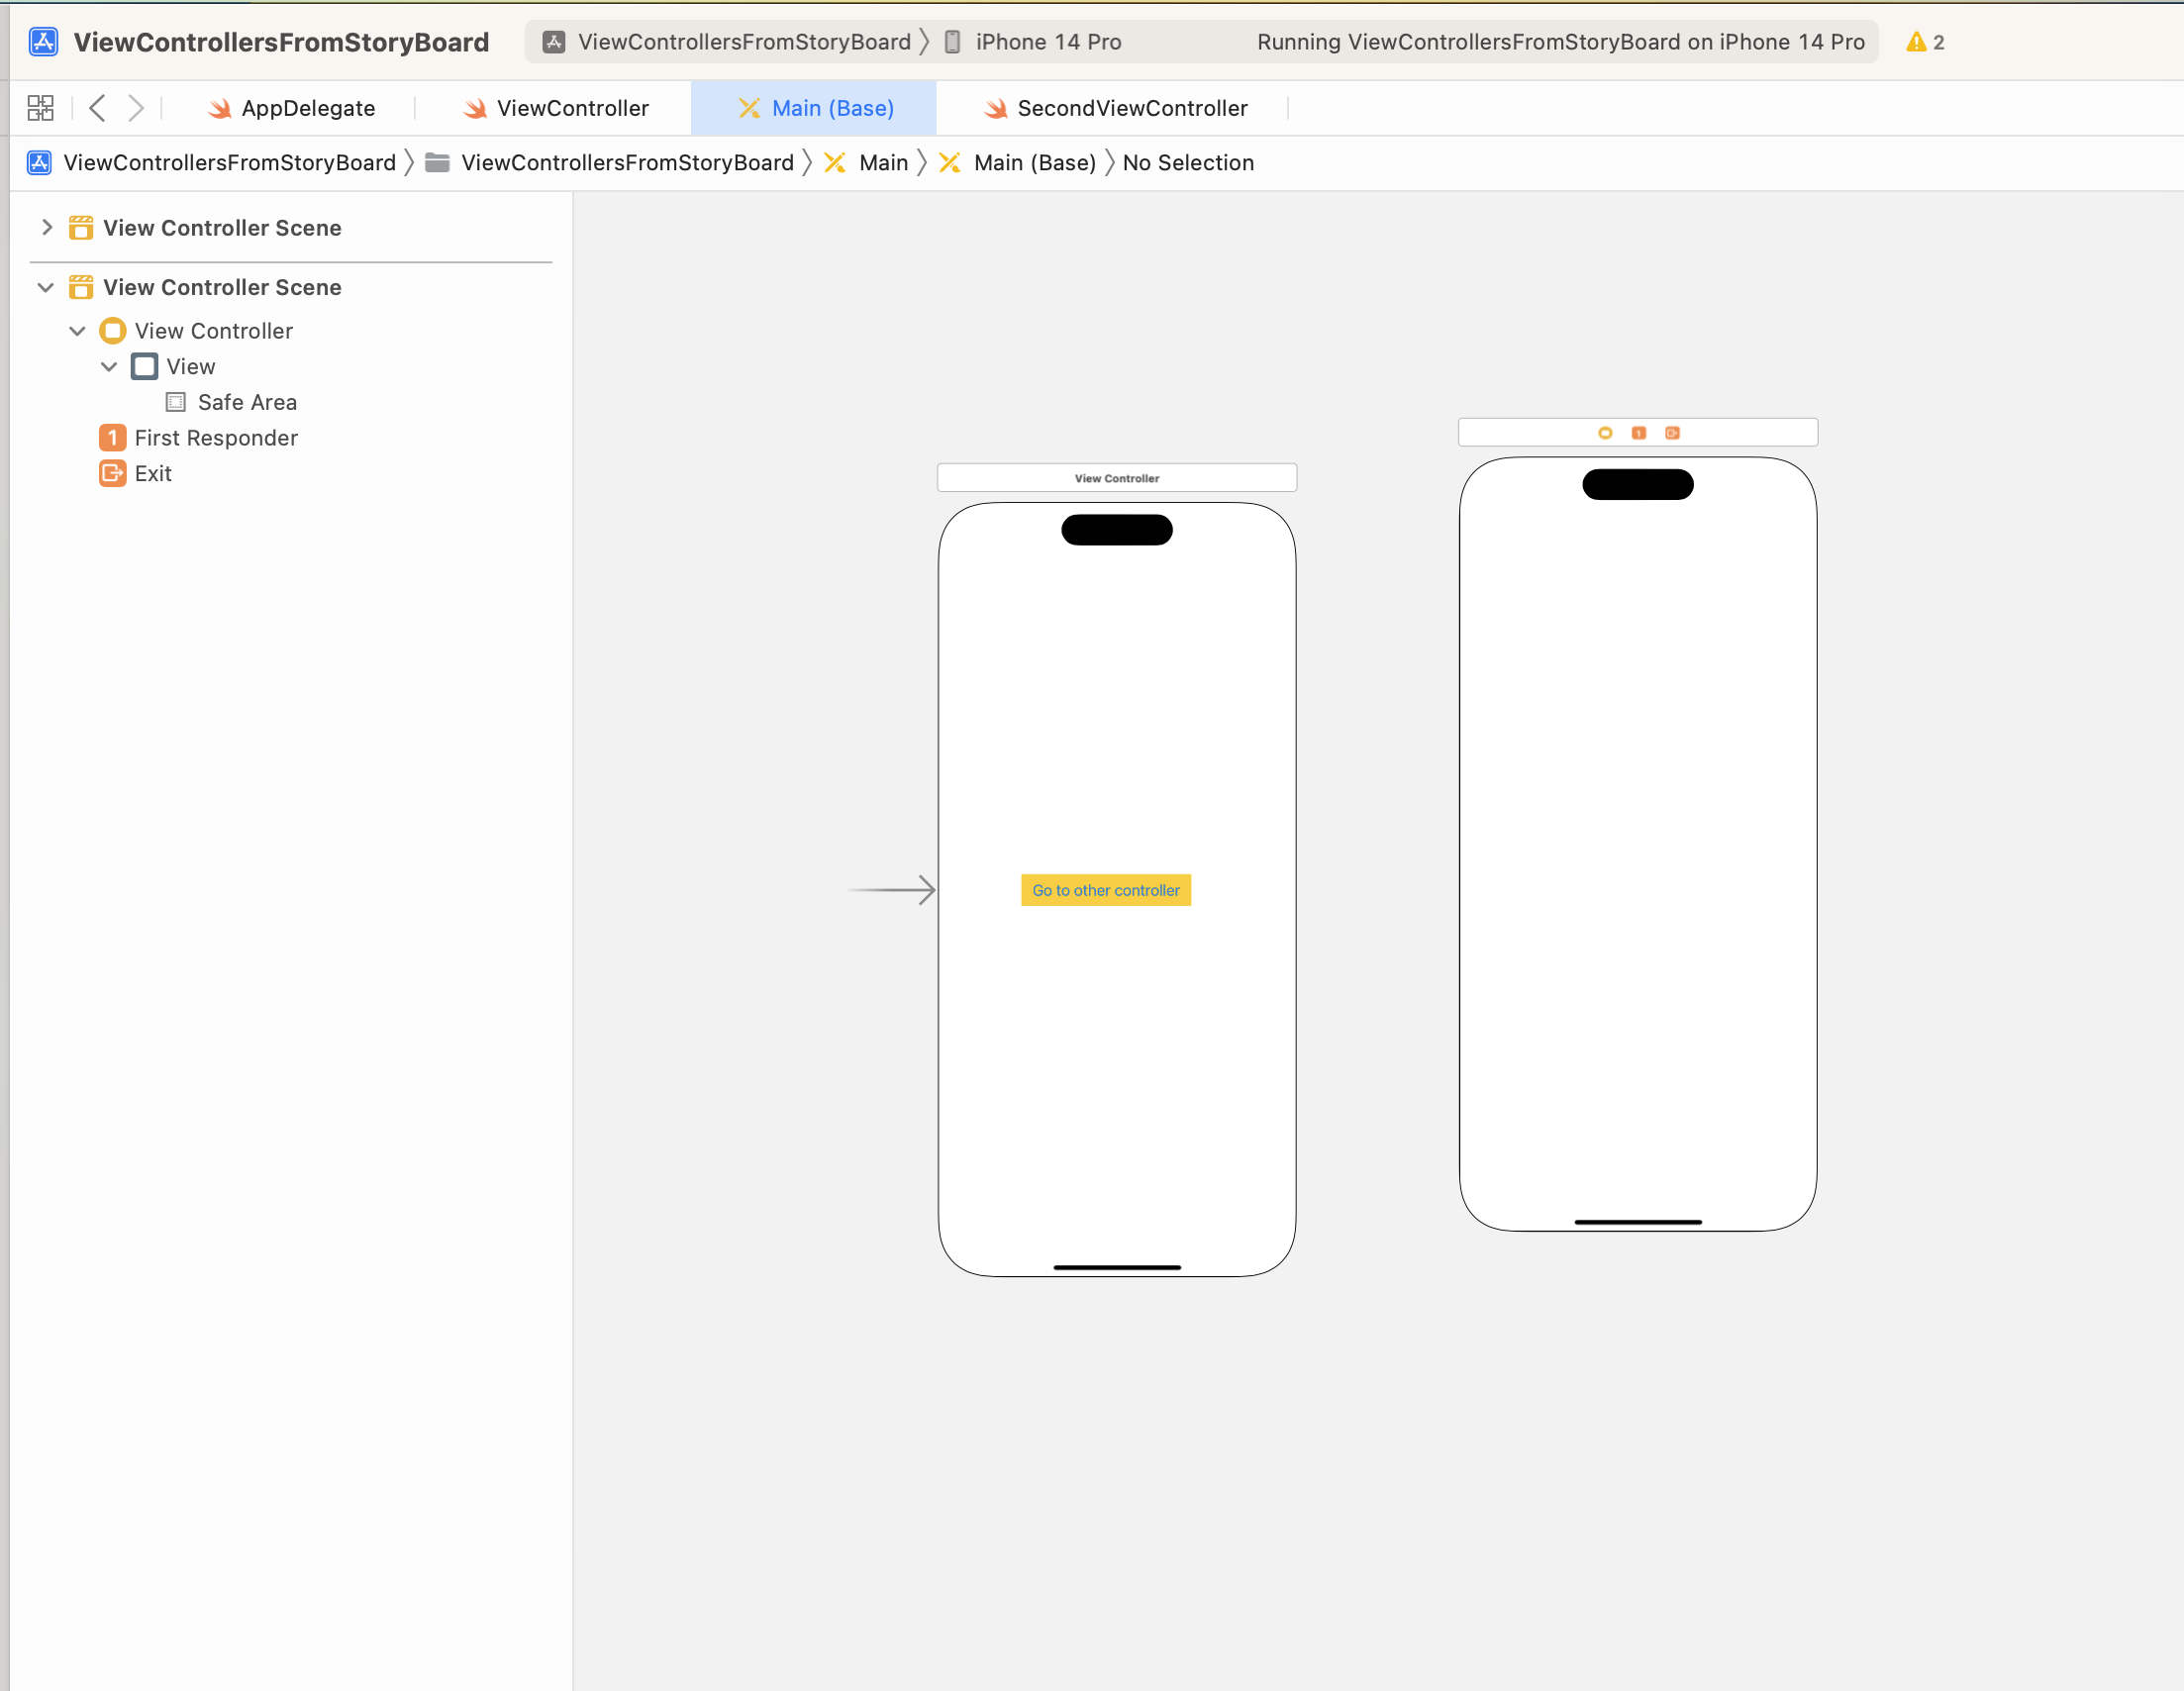 ViewControllersFromStoryBoard ViewControllersFromStoryBoard iPhone 14 Pro Running ViewControllersFromStoryBoard on iPhone 14 Pro 2
AppDelegate ViewController Main (Base) SecondViewController
ViewControllersFromStoryBoard ViewControllersFromStoryBoard Main Main (Base) No Selection
View Controller Scene
View Controller Scene
View Controller
View
Safe Area
1 First Responder
Exit
View Controller
1
Go to other controller